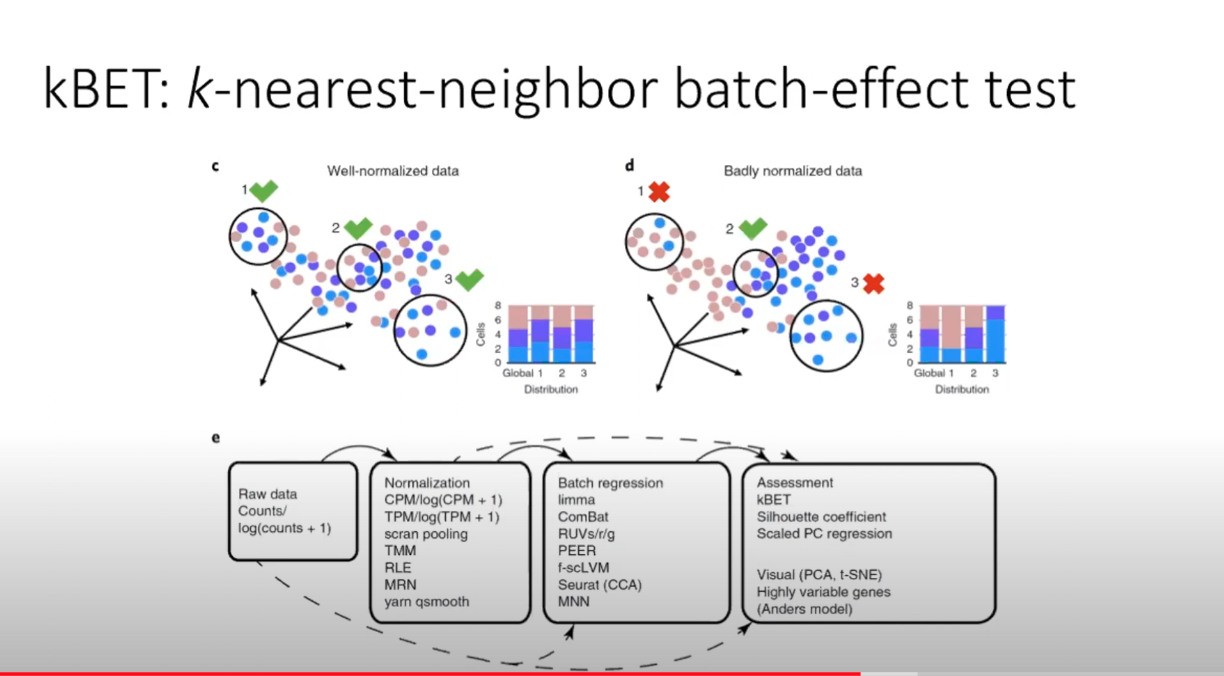 kBET: k-nearest-neighbor batch-effect test
c
Well-normalized data
1
2
3
8
6
4
2
0
Cells
Global 1 2 3
Distribution
d
Badly normalized data
1
2
3
8
6
4
2
0
Cells
Global 1 2 3
Distribution
e
Raw data
Counts/
log(counts + 1)
Normalization
CPM/log(CPM + 1)
TPM/log(TPM + 1)
scran pooling
TMM
RLE
MRN
yarn qsmooth
Batch regression
limma
ComBat
RUVs/r/g
PEER
f-scLVM
Seurat (CCA)
MNN
Assessment
kBET
Silhouette coefficient
Scaled PC regression
Visual (PCA, t-SNE)
Highly variable genes
(Anders model)